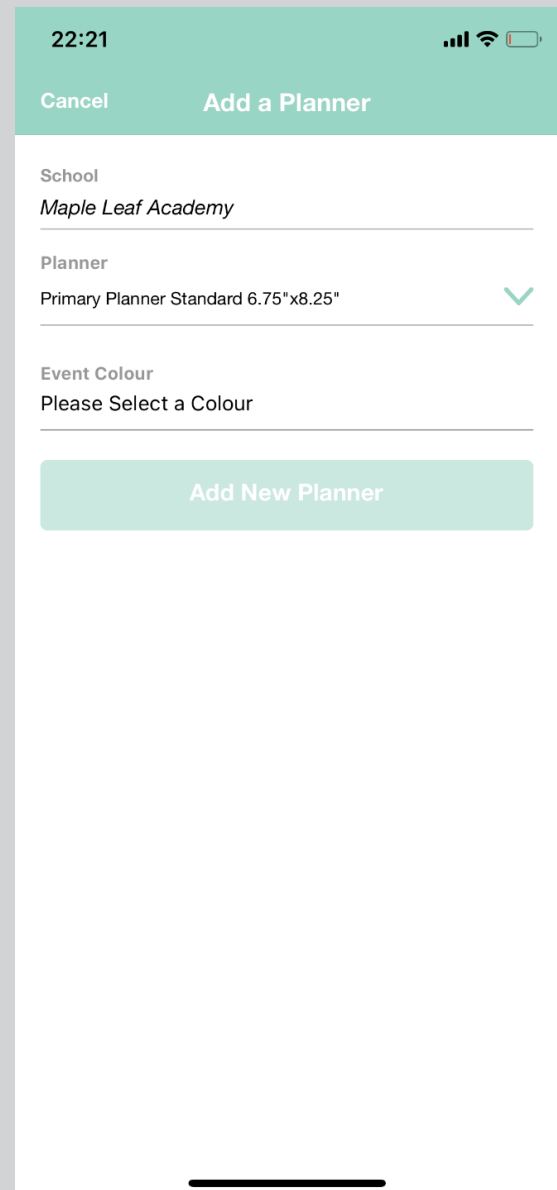 22:21
Cancel Add a Planner
School
Maple Leaf Academy
Planner
Primary Planner Standard 6.75"x8.25"
Event Colour
Please Select a Colour
Add New Planner